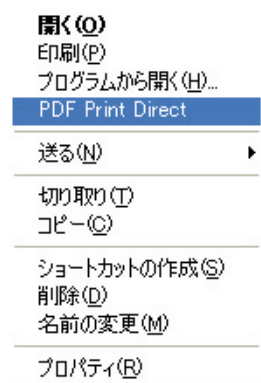 開く(O)
印刷(P)
プログラムから開く(H)...
PDF Print Direct
送る(N)
切り取り(T)
コピー(C)
ショートカットの作成(S)
削除(D)
名前の変更(M)
プロパティ(R)